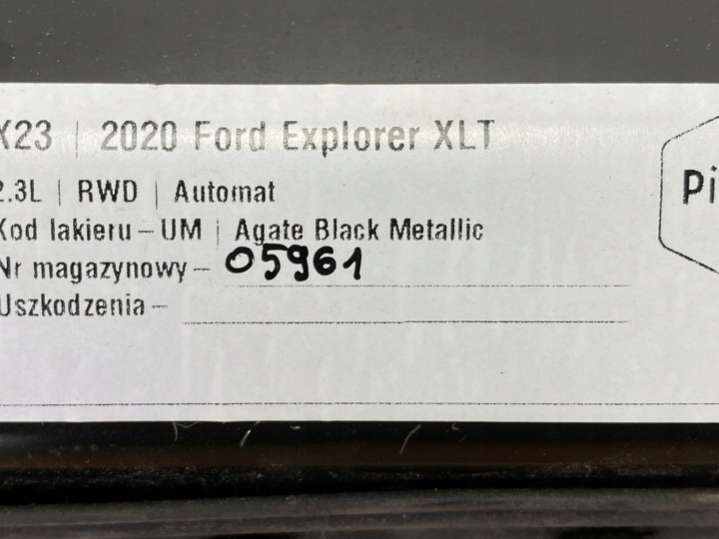 X23 | 2020 Ford Explorer XLT
2.3L | RWD | Automat
Kod lakieru – UM | Agate Black Metallic
Nr magazynowy – 05961
Uszkodzenia –
Pi